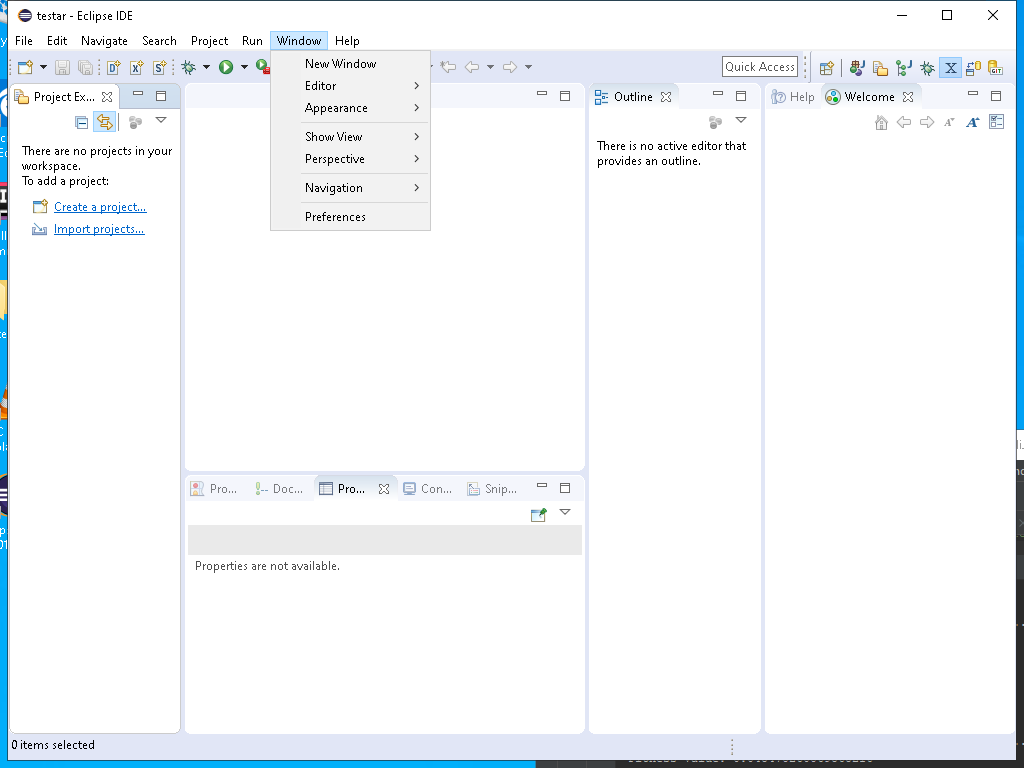 testar - Eclipse IDE
File Edit Navigate Search Project Run Window Help
Quick Access
New Window
Editor
Appearance
Show View
Perspective
Navigation
Preferences
Project Ex...
There are no projects in your
workspace.
To add a project:
Create a project...
Import projects...
Outline
There is no active editor that
provides an outline.
Help
Welcome
Pro... Doc... Pro... Con... Snip...
Properties are not available.
0 items selected